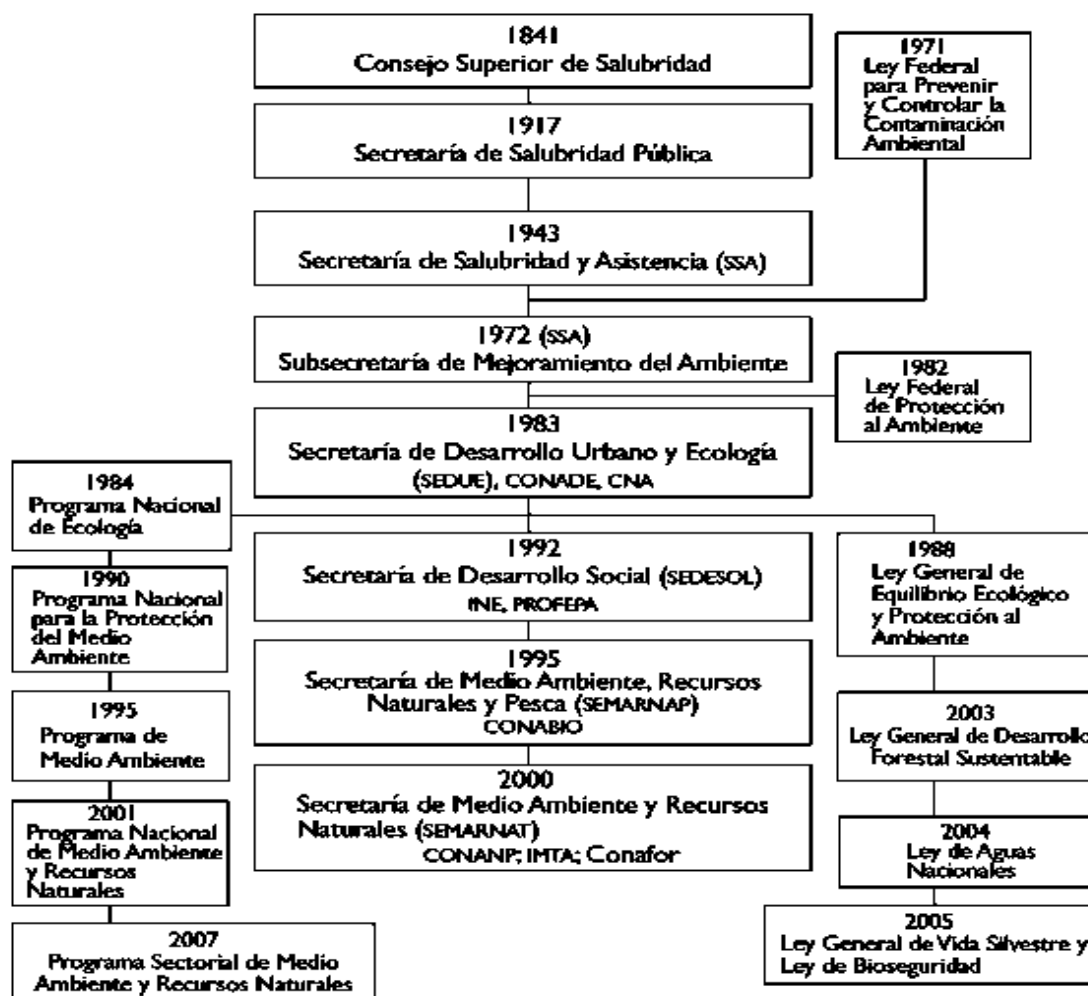 1841
Consejo Superior de Salubridad
1971
Ley Federal
para Prevenir
y Controlar la
Contaminación
Ambiental
1917
Secretaría de Salubridad Pública
1943
Secretaría de Salubridad y Asistencia (SSA)
1972 (SSA)
Subsecretaría de Mejoramiento del Ambiente
1982
Ley Federal
de Protección
al Ambiente
1983
Secretaría de Desarrollo Urbano y Ecología
(SEDUE), CONADE, CNA
1984
Programa Nacional
de Ecología
1992
Secretaría de Desarrollo Social (SEDESOL)
INE, PROFEPA
1988
Ley General de
Equilibrio Ecológico
y Protección al
Ambiente
1990
Programa Nacional
para la Protección
del Medio
Ambiente
1995
Secretaría de Medio Ambiente, Recursos
Naturales y Pesca (SEMARNAP)
CONABIO
1995
Programa de
Medio Ambiente
2003
Ley General de Desarrollo
Forestal Sustentable
2000
Secretaría de Medio Ambiente y Recursos
Naturales (SEMARNAT)
CONANP; IMTA; Conafor
2001
Programa Nacional
de Medio Ambiente
y Recursos
Naturales
2004
Ley de Aguas
Nacionales
2007
Programa Sectorial de Medio
Ambiente y Recursos Naturales
2005
Ley General de Vida Silvestre y
Ley de Bioseguridad